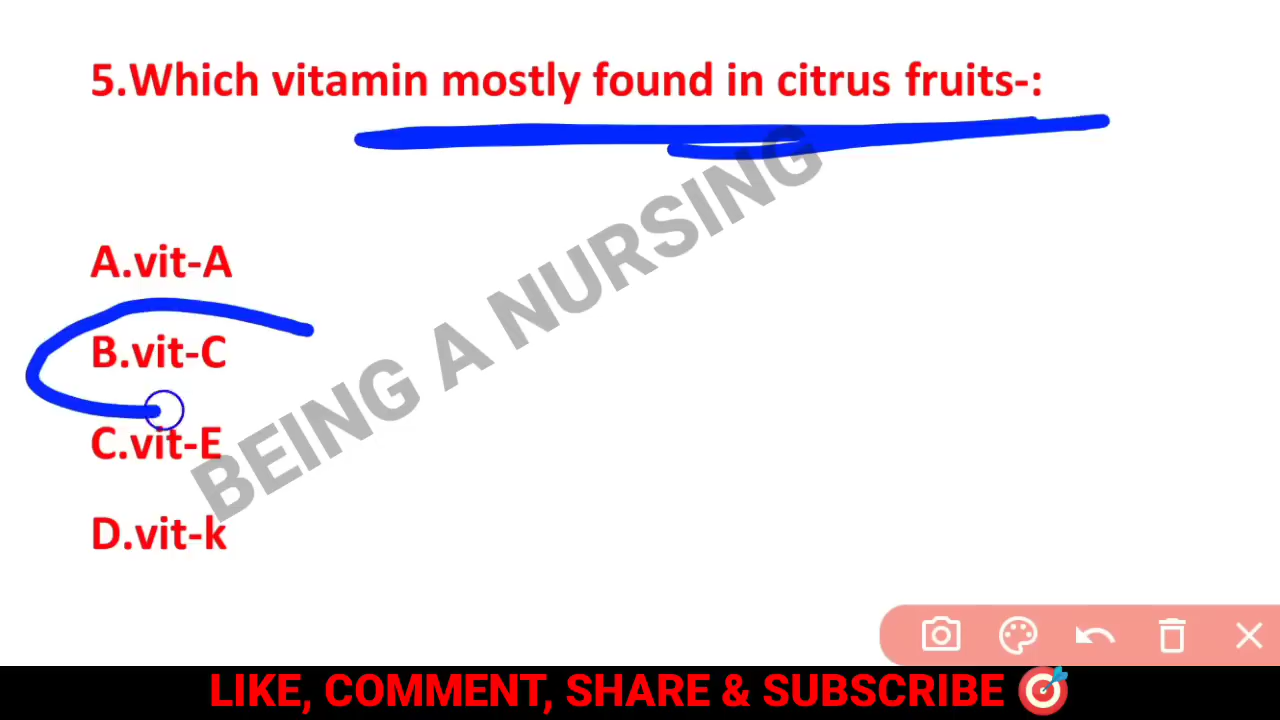 5.Which vitamin mostly found in citrus fruits-:
A.vit-A
B.vit-C
C.vit-E
D.vit-k
BEING A NURSING
LIKE, COMMENT, SHARE & SUBSCRIBE 🎯